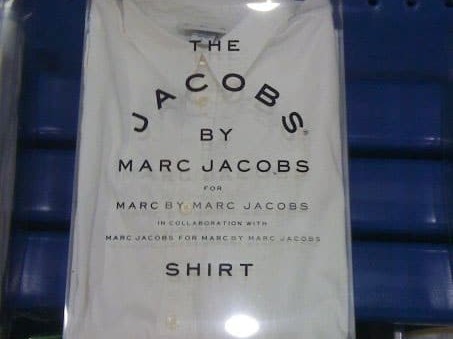 THE
JACOBS®
BY
MARC JACOBS
FOR
MARC BY MARC JACOBS
IN COLLABORATION WITH
MARC JACOBS FOR MARC BY MARC JACOBS
SHIRT